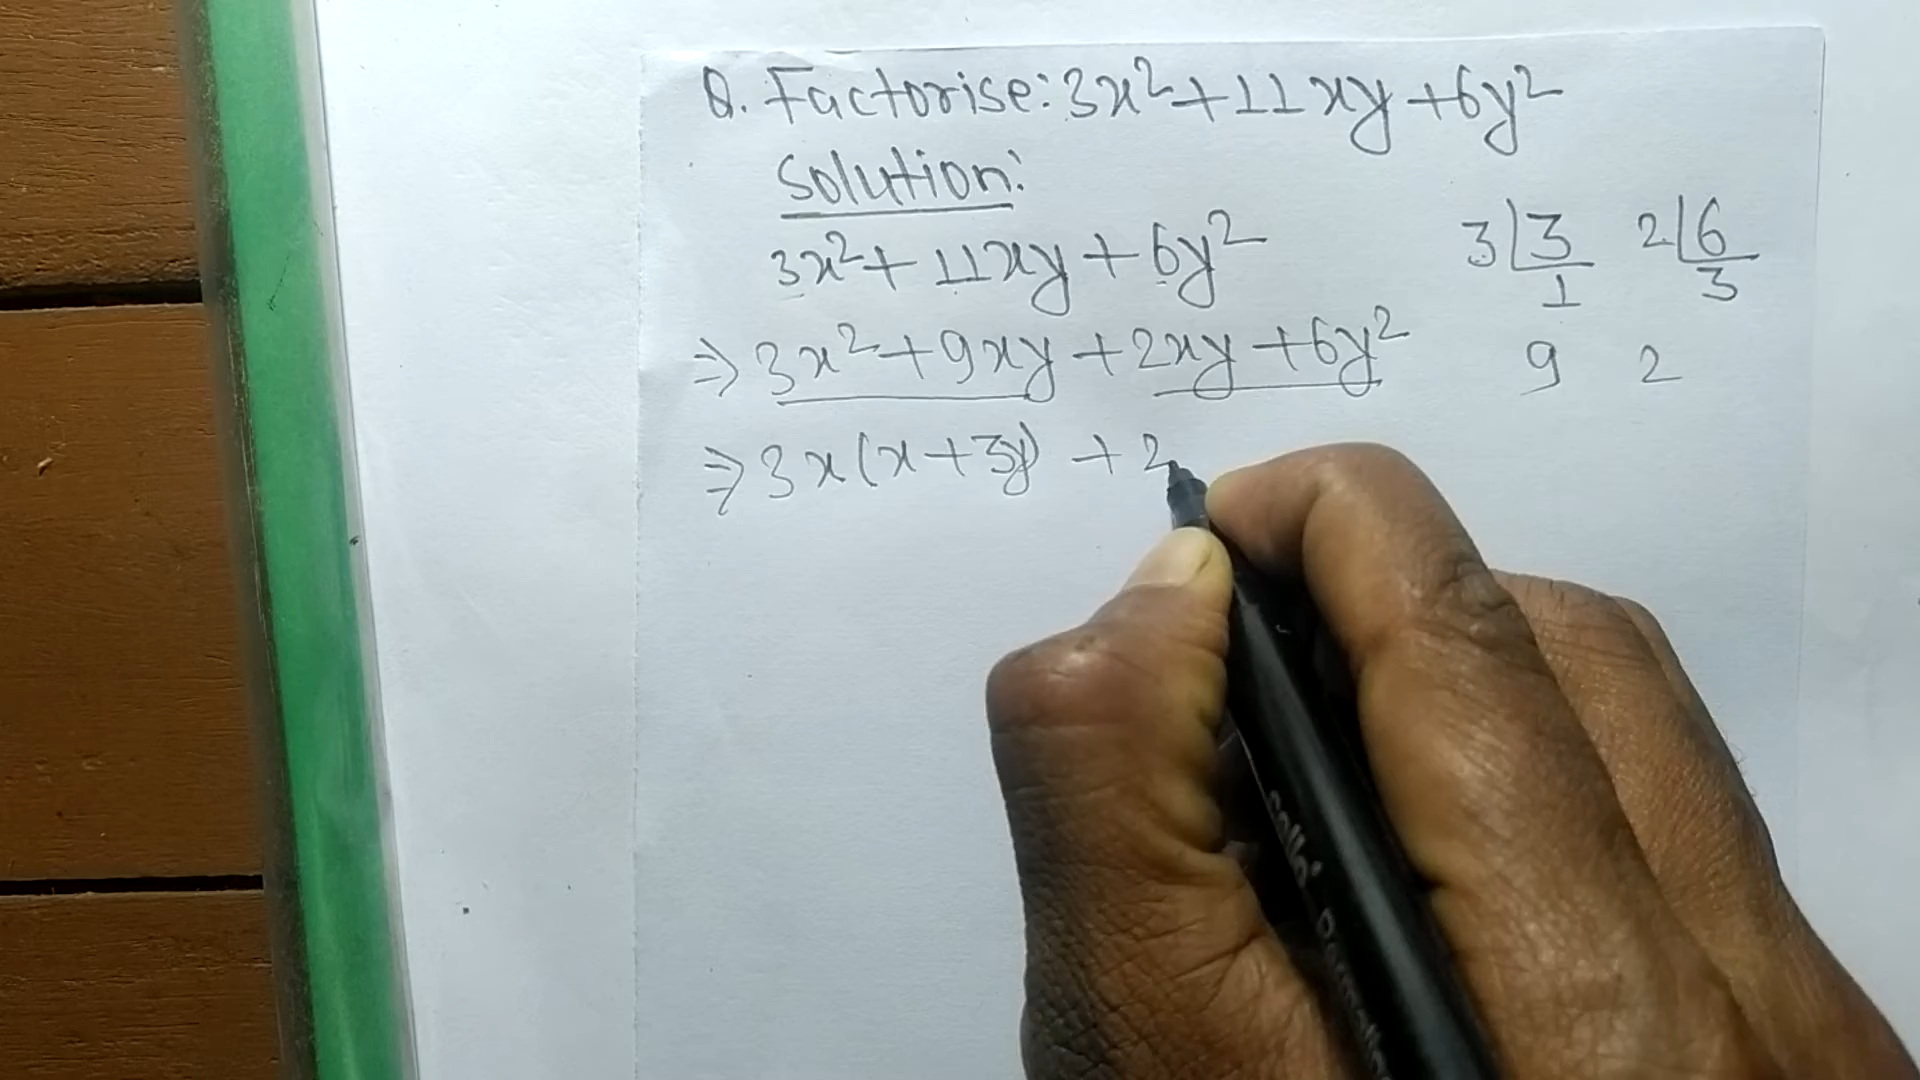 Q. Factorise: 3x²+11xy+6y²
Solution:
3x²+11xy+6y²
3|3 2|6
1 3
⇒3x²+9xy+2xy+6y²
9 2
⇒3x(x+3y) +2
cello